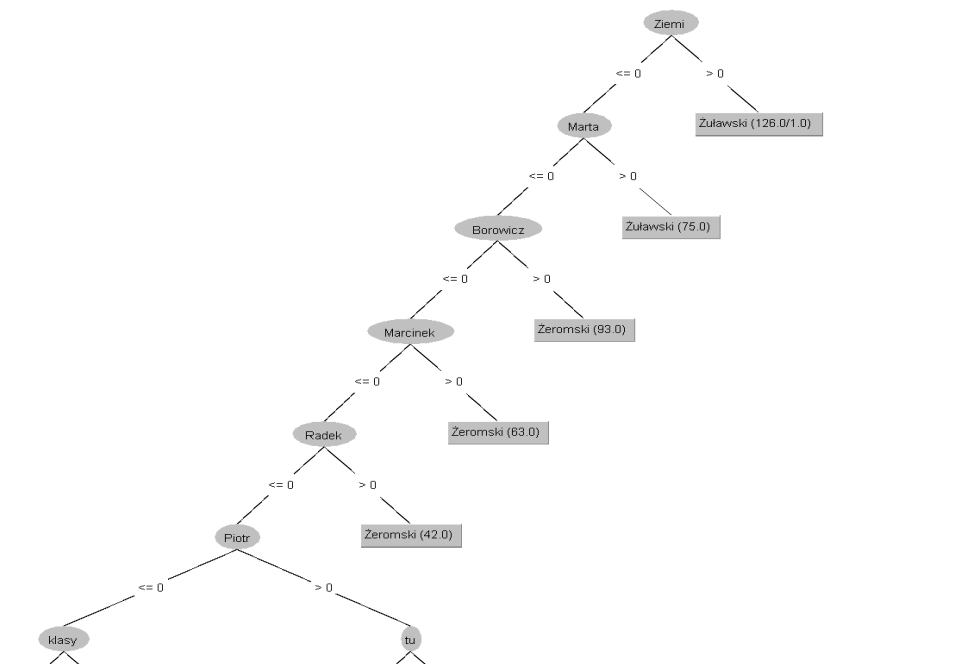 Ziemi
<= 0
> 0
Marta
Żuławski (126.0/1.0)
<= 0
> 0
Borowicz
Żuławski (75.0)
<= 0
> 0
Marcinek
Żeromski (93.0)
<= 0
> 0
Radek
Żeromski (63.0)
<= 0
> 0
Piotr
Żeromski (42.0)
<= 0
> 0
klasy
tu